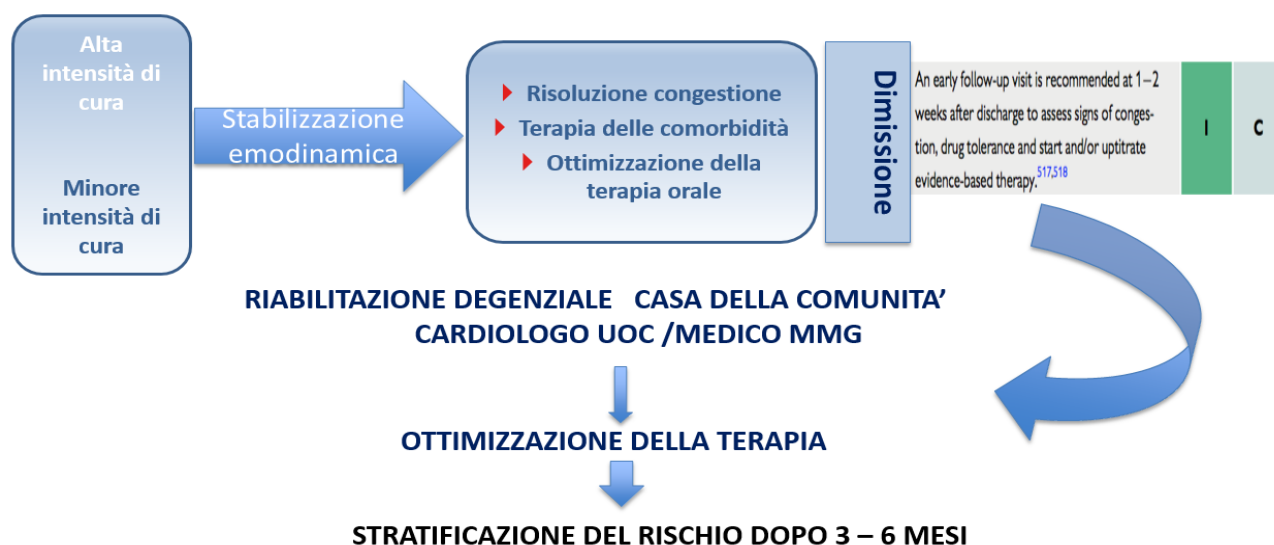 Alta
intensità di
cura
Minore
intensità di
cura
Stabilizzazione
emodinamica
Risoluzione congestione
Terapia delle comorbidità
Ottimizzazione della
terapia orale
Dimissione
An early follow-up visit is recommended at 1–2
weeks after discharge to assess signs of conges-
tion, drug tolerance and start and/or uptitrate
evidence-based therapy.517,518
I
C
RIABILITAZIONE DEGENZIALE CASA DELLA COMUNITA’
CARDIOLOGO UOC /MEDICO MMG
OTTIMIZZAZIONE DELLA TERAPIA
STRATIFICAZIONE DEL RISCHIO DOPO 3 – 6 MESI